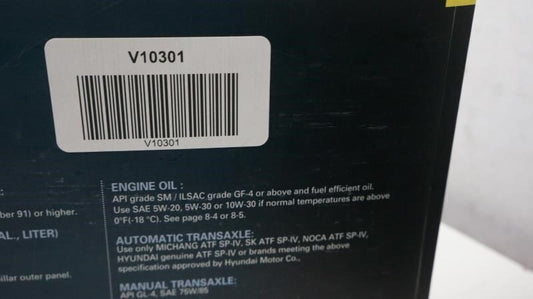 V10301
V10301
ENGINE OIL :
API grade SM / ILSAC grade GF-4 or above and fuel efficient oil.
Use SAE 5W-20, 5W-30 or 10W-30 if normal temperatures are above
0°F(-18 °C). See page 8-4 or 8-5.
ber 91) or higher.
AL., LITER)
AUTOMATIC TRANSAXLE:
Use only MICHANG ATF SP-IV, SK ATF SP-IV, NOCA ATF SP-IV,
HYUNDAI genuine ATF SP-IV or brands meeting the above
specification approved by Hyundai Motor Co.,
illar outer panel.
MANUAL TRANSAXLE:
API GL-4, SAE 75W/85